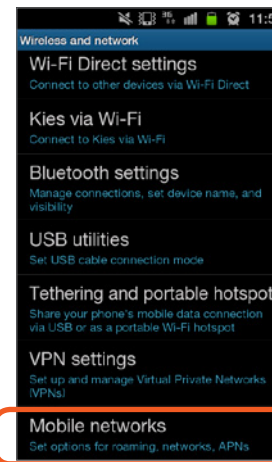 11:5
Wireless and network
Wi-Fi Direct settings
Connect to other devices via Wi-Fi Direct
Kies via Wi-Fi
Connect to Kies via Wi-Fi
Bluetooth settings
Manage connections, set device name, and
visibility
USB utilities
Set USB cable connection mode
Tethering and portable hotspot
Share your phone's mobile data connection
via USB or as a portable Wi-Fi hotspot
VPN settings
Set up and manage Virtual Private Networks
(VPNs)
Mobile networks
Set options for roaming, networks, APNs